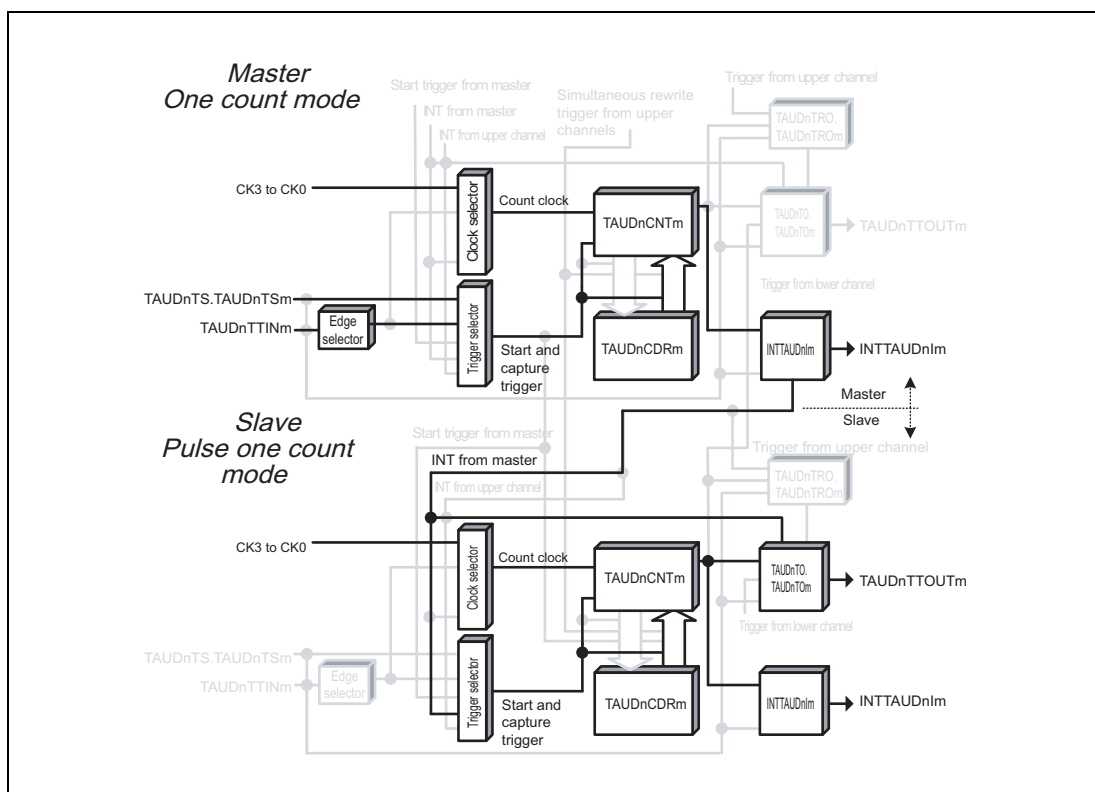 Master
One count mode
Start trigger from master
INT from master
INT from upper channel
Simultaneous rewrite
trigger from upper
channels
Trigger from upper channel
TAUDnTRO.
TAUDnTROm
CK3 to CK0
Clock selector
Count clock
TAUDnCNTm
TAUDnTO.
TAUDnTOm
TAUDnTTOUTm
Trigger from lower channel
TAUDnTS.TAUDnTSm
TAUDnTTINm
Edge
selector
Trigger selector
Start and
capture
trigger
TAUDnCDRm
INTTAUDnIm
INTTAUDnIm
Master
Slave
Slave
Pulse one count
mode
Start trigger from master
INT from master
INT from upper channel
Trigger from upper channel
TAUDnTRO.
TAUDnTROm
CK3 to CK0
Clock selector
Count clock
TAUDnCNTm
TAUDnTO.
TAUDnTOm
TAUDnTTOUTm
Trigger from lower channel
TAUDnTS.TAUDnTSm
TAUDnTTINm
Edge
selector
Trigger selector
Start and
capture
trigger
TAUDnCDRm
INTTAUDnIm
INTTAUDnIm